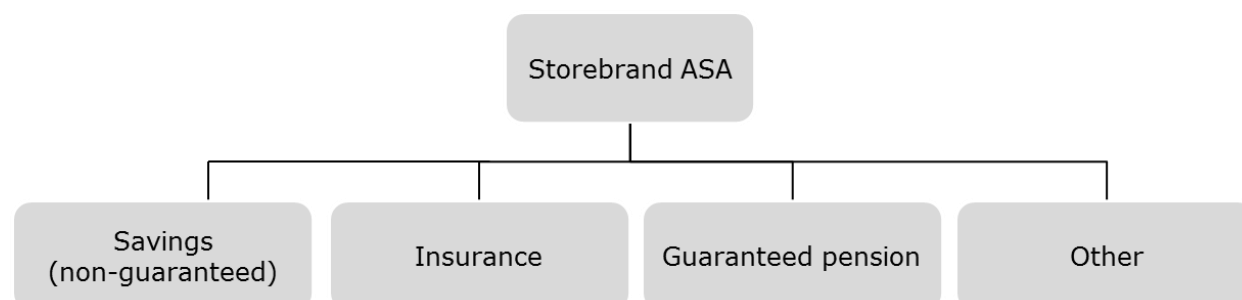 Storebrand ASA
Savings
(non-guaranteed)
Insurance
Guaranteed pension
Other